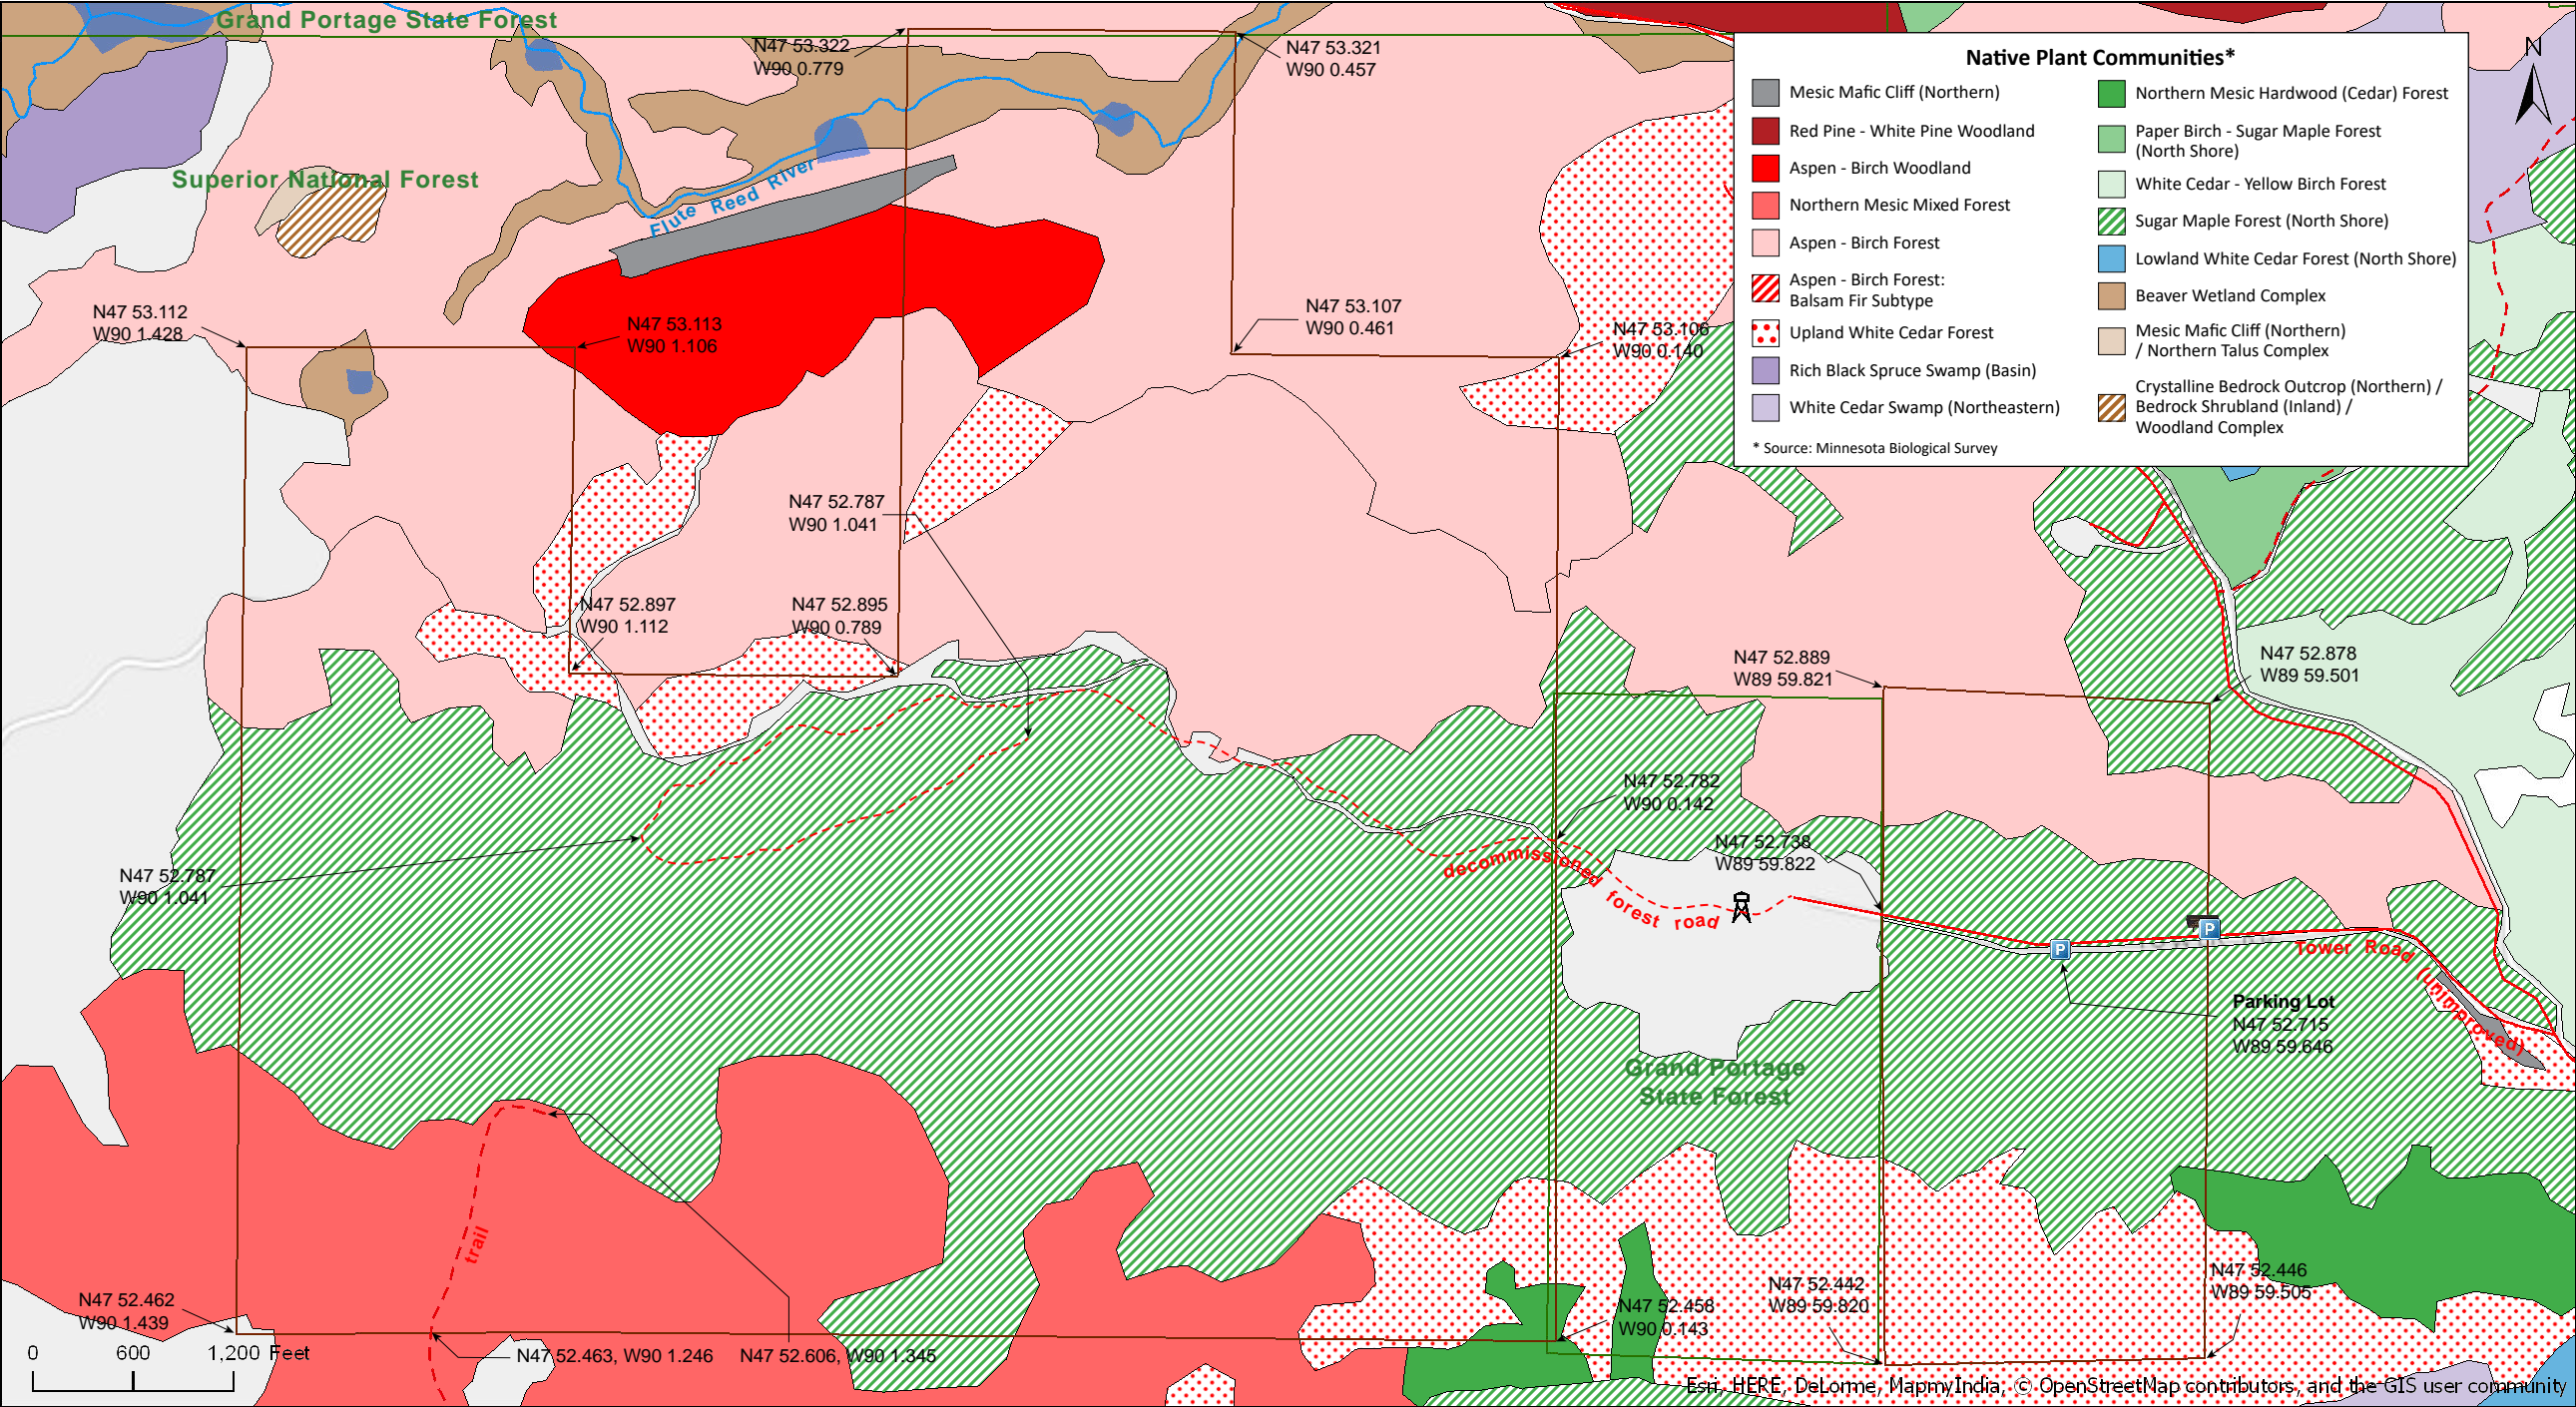 Grand Portage State Forest
N47 53.322
W90 0.779
N47 53.321
W90 0.457
Native Plant Communities*
Mesic Mafic Cliff (Northern)
Red Pine - White Pine Woodland
Aspen - Birch Woodland
Northern Mesic Mixed Forest
Aspen - Birch Forest
Aspen - Birch Forest:
Balsam Fir Subtype
Upland White Cedar Forest
Rich Black Spruce Swamp (Basin)
White Cedar Swamp (Northeastern)
* Source: Minnesota Biological Survey
Northern Mesic Hardwood (Cedar) Forest
Paper Birch - Sugar Maple Forest
(North Shore)
White Cedar - Yellow Birch Forest
Sugar Maple Forest (North Shore)
Lowland White Cedar Forest (North Shore)
Beaver Wetland Complex
Mesic Mafic Cliff (Northern)
/ Northern Talus Complex
Crystalline Bedrock Outcrop (Northern) /
Bedrock Shrubland (Inland) /
Woodland Complex
N
Superior National Forest
Flute Reed River
N47 53.112
W90 1.428
N47 53.113
W90 1.106
N47 53.107
W90 0.461
N47 53.106
W90 0.140
N47 52.787
W90 1.041
N47 52.897
W90 1.112
N47 52.895
W90 0.789
N47 52.889
W89 59.821
N47 52.878
W89 59.501
N47 52.782
W90 0.142
N47 52.738
W89 59.822
N47 52.787
W90 1.041
decommissioned forest road
P
P
Tower Road (unimproved)
Parking Lot
N47 52.715
W89 59.646
Grand Portage
State Forest
trail
N47 52.462
W90 1.439
N47 52.458
W90 0.143
N47 52.442
W89 59.820
N47 52.446
W89 59.505
0 600 1,200 Feet
N47 52.463, W90 1.246
N47 52.606, W90 1.345
Esri, HERE, DeLorme, MapmyIndia, © OpenStreetMap contributors, and the GIS user community